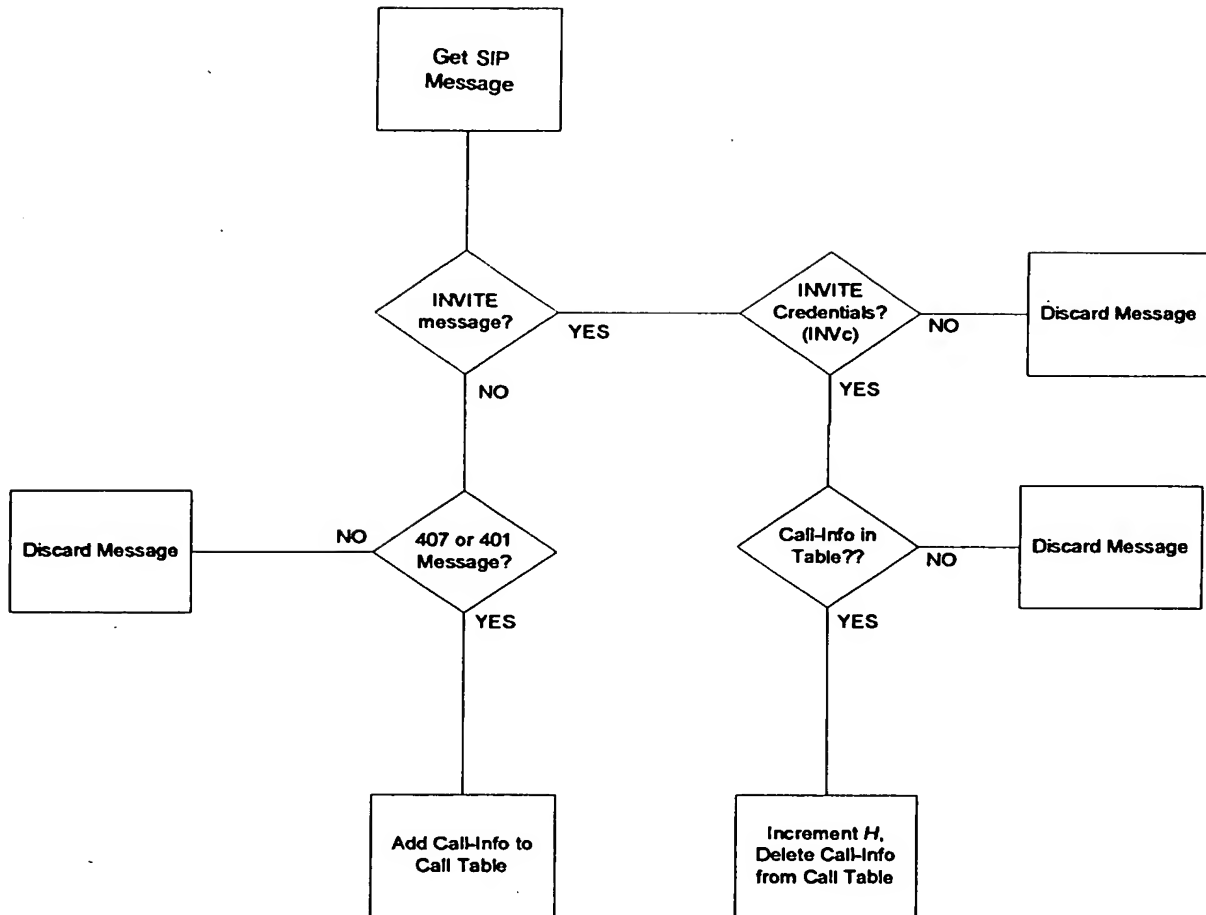 Get SIP
Message
INVITE
message?
YES
INVITE
Credentials?
(INVc)
NO
Discard Message
NO
YES
Discard Message
NO
407 or 401
Message?
YES
Call-Info in
Table??
NO
Discard Message
YES
Add Call-Info to
Call Table
Increment H,
Delete Call-Info
from Call Table